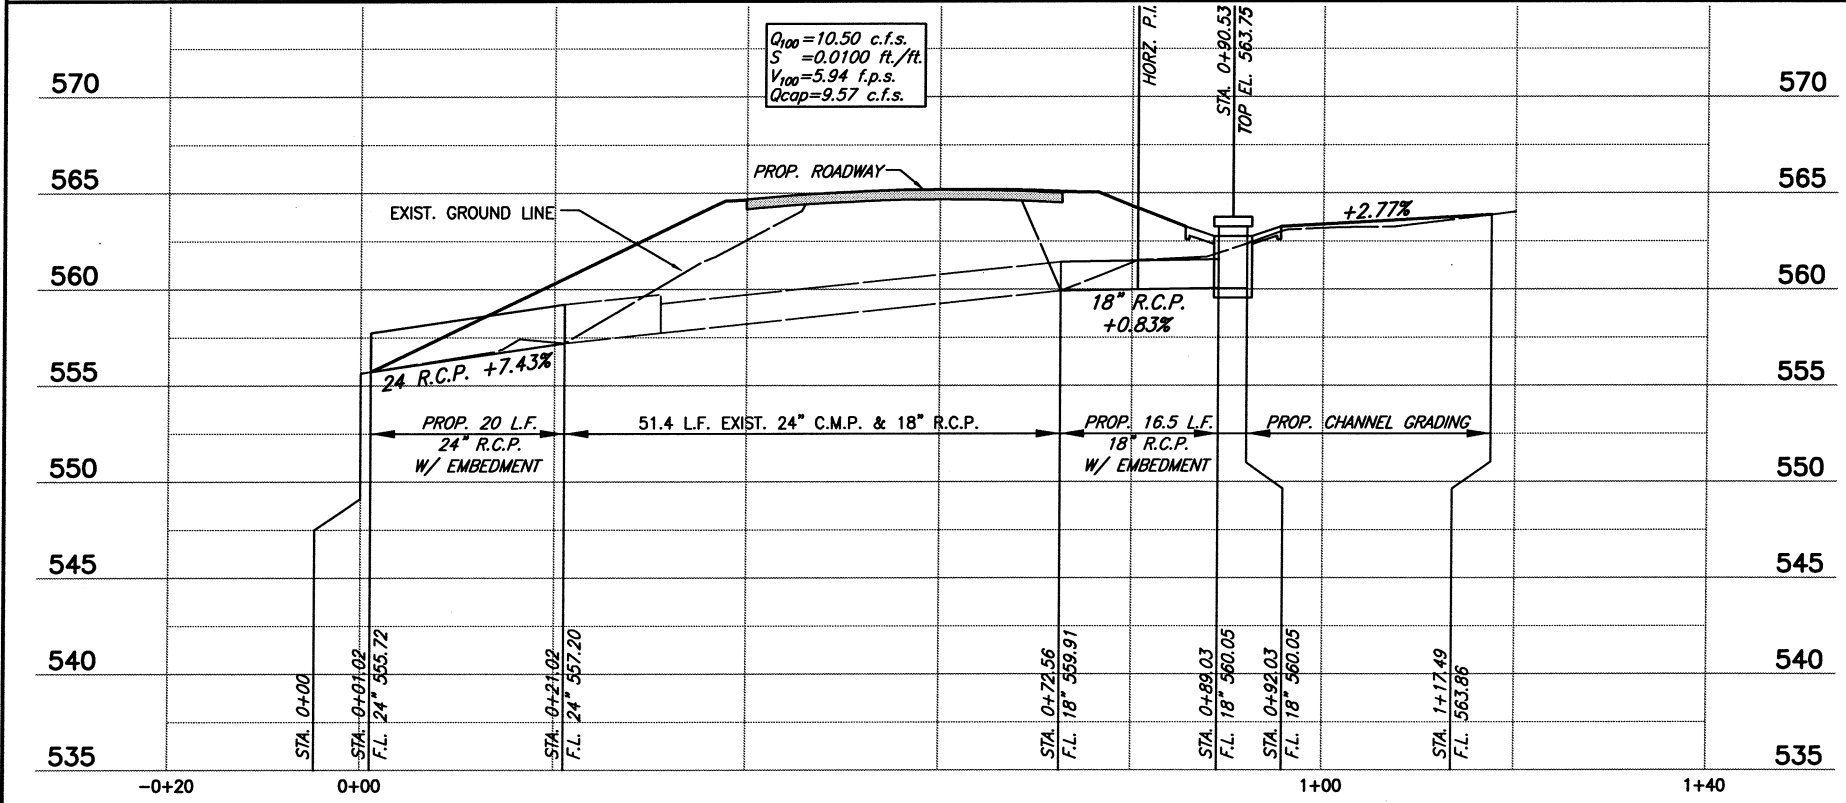 Q100=10.50 c.f.s.
S =0.0100 ft./ft.
V100=5.94 f.p.s.
Qcap=9.57 c.f.s.
HORZ. P.I.
STA. 0+90.53
TOP EL. 563.75
570
570
565
565
560
560
555
555
550
550
545
545
540
540
535
535
PROP. ROADWAY
EXIST. GROUND LINE
+2.77%
18" R.C.P.
+0.83%
24 R.C.P. +7.43%
PROP. 20 L.F.
24" R.C.P.
W/ EMBEDMENT
51.4 L.F. EXIST. 24" C.M.P. & 18" R.C.P.
PROP. 16.5 L.F.
18" R.C.P.
W/ EMBEDMENT
PROP. CHANNEL GRADING
STA. 0+00
STA. 0+01.02
F.L. 24" 555.72
STA. 0+21.02
F.L. 24" 557.20
STA. 0+72.56
F.L. 18" 559.91
STA. 0+89.03
F.L. 18" 560.05
STA. 0+92.03
F.L. 18" 560.05
STA. 1+17.49
F.L. 563.86
-0+20
0+00
1+00
1+40